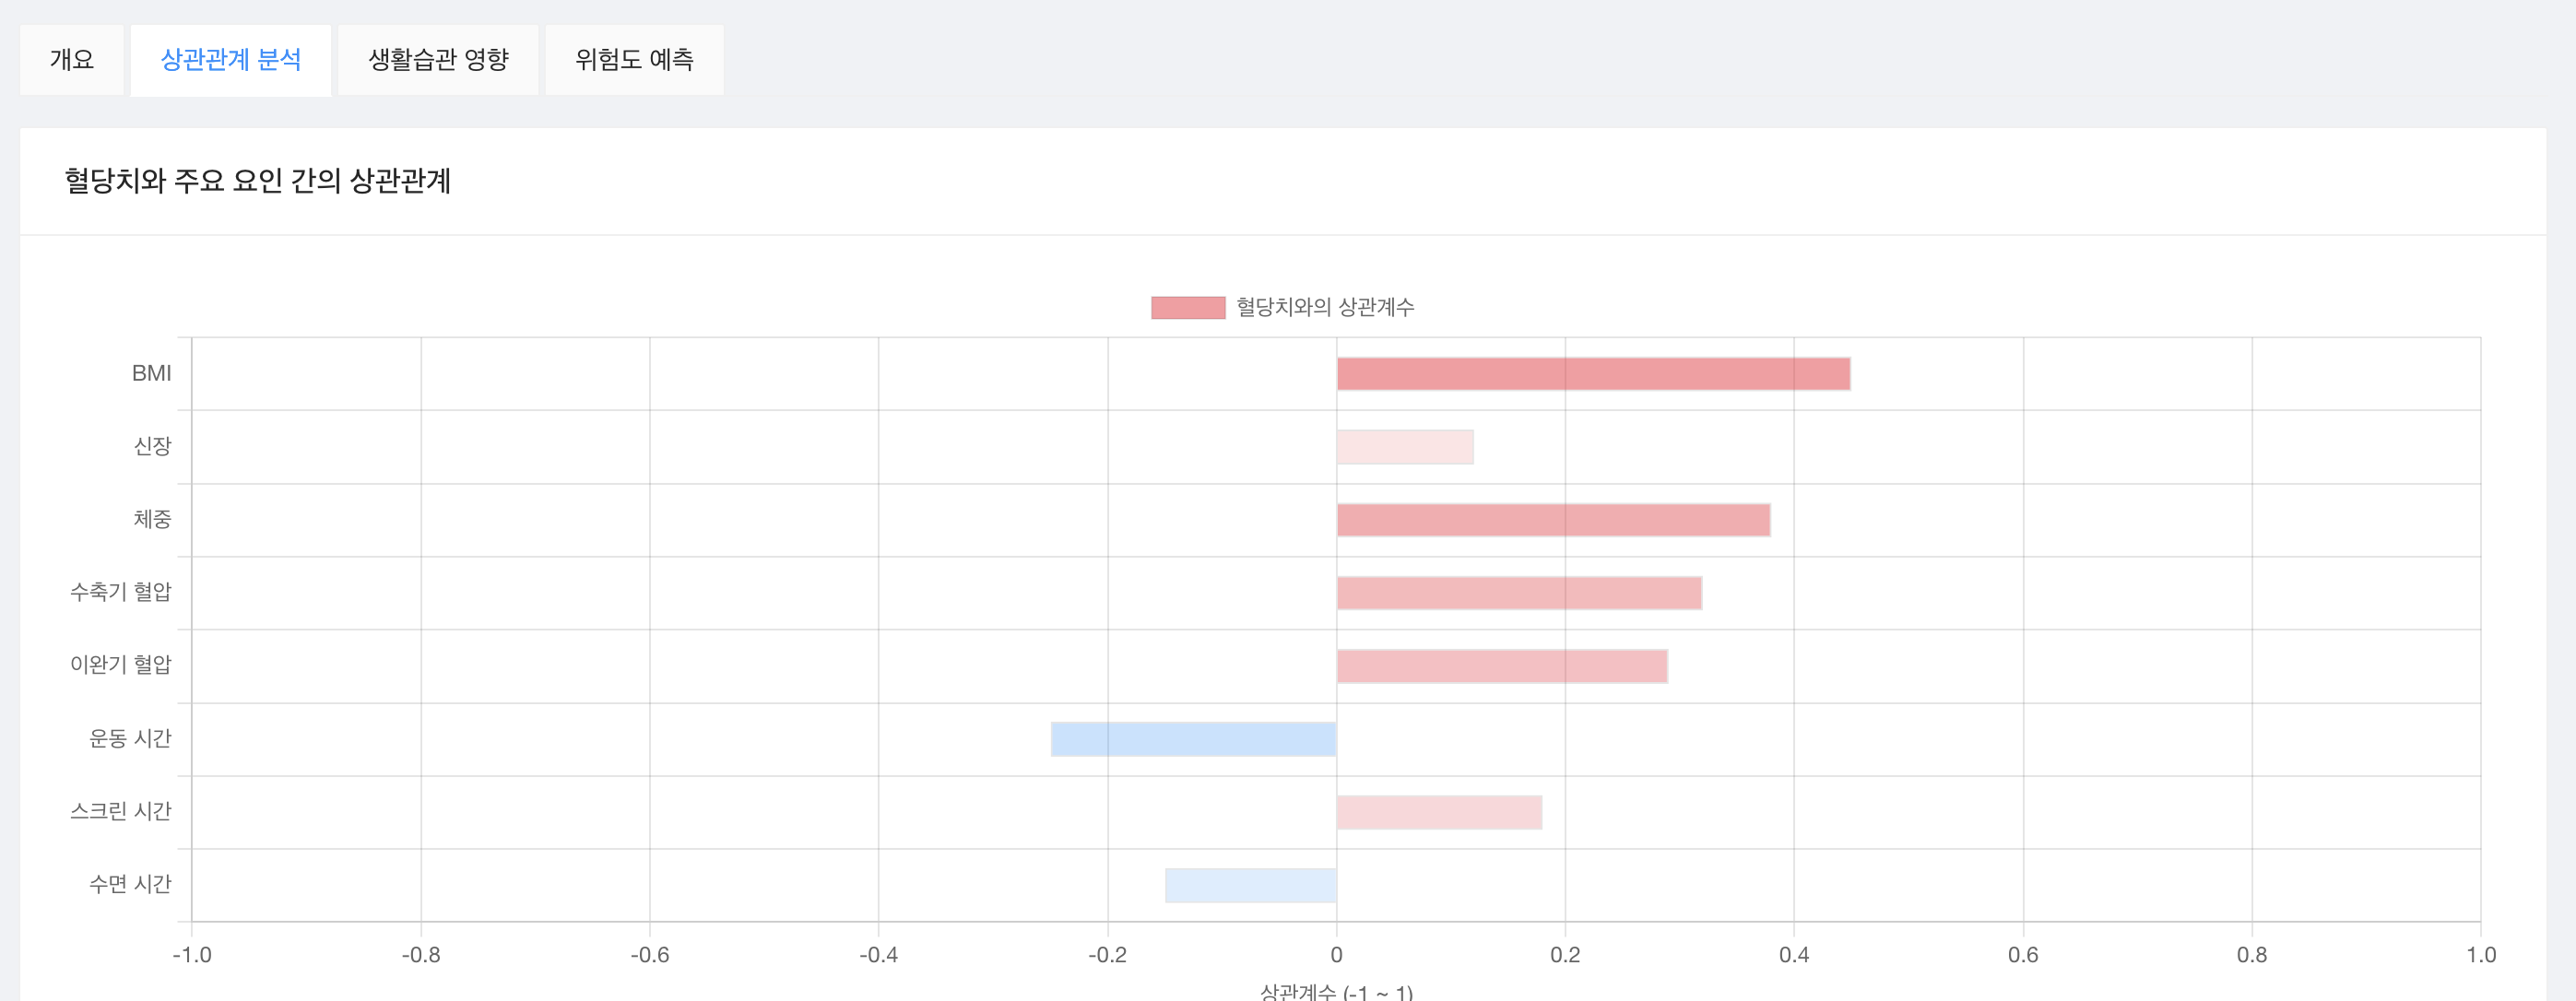 개요 상관관계 분석 생활습관 영향 위험도 예측
혈당치와 주요 요인 간의 상관관계
혈당치와의 상관계수
BMI
신장
체중
수축기 혈압
이완기 혈압
운동 시간
스크린 시간
수면 시간
-1.0 -0.8 -0.6 -0.4 -0.2 0 0.2 0.4 0.6 0.8 1.0
상관계수 (-1 ~ 1)